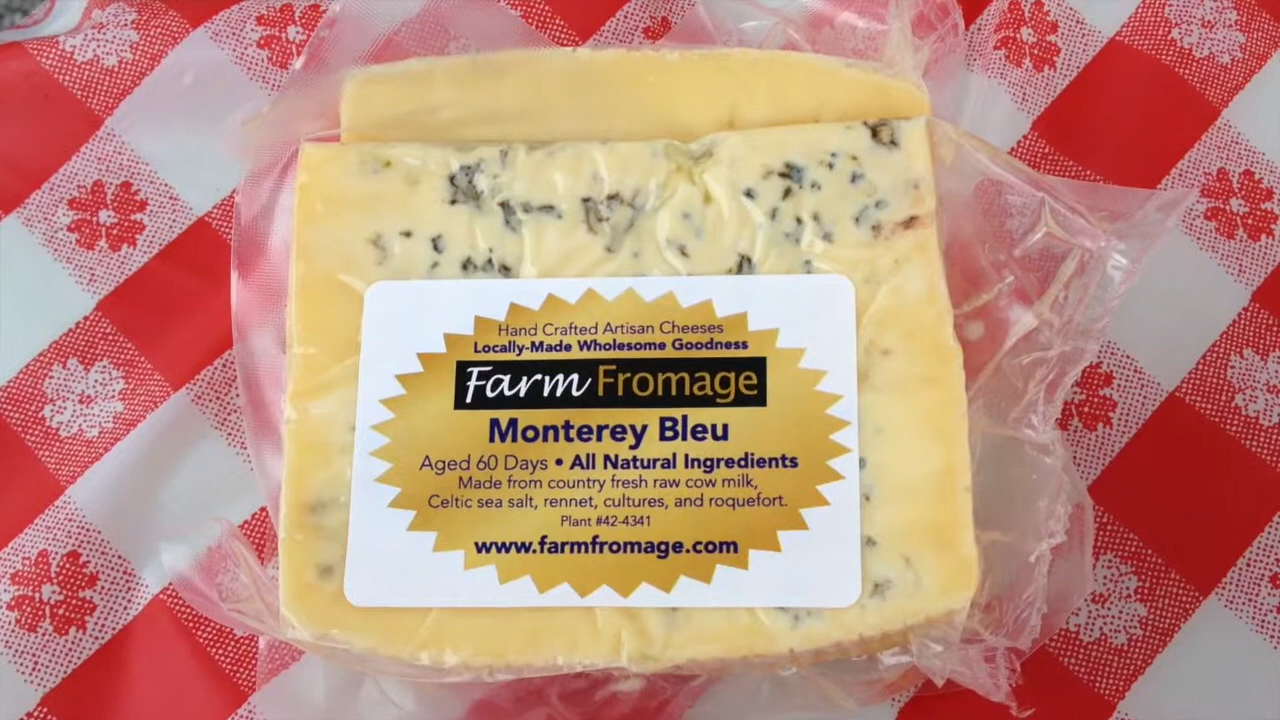 Hand Crafted Artisan Cheeses
Locally-Made Wholesome Goodness
Farm Fromage
Monterey Bleu
Aged 60 Days • All Natural Ingredients
Made from country fresh raw cow milk,
Celtic sea salt, rennet, cultures, and roquefort.
Plant #42-4341
www.farmfromage.com